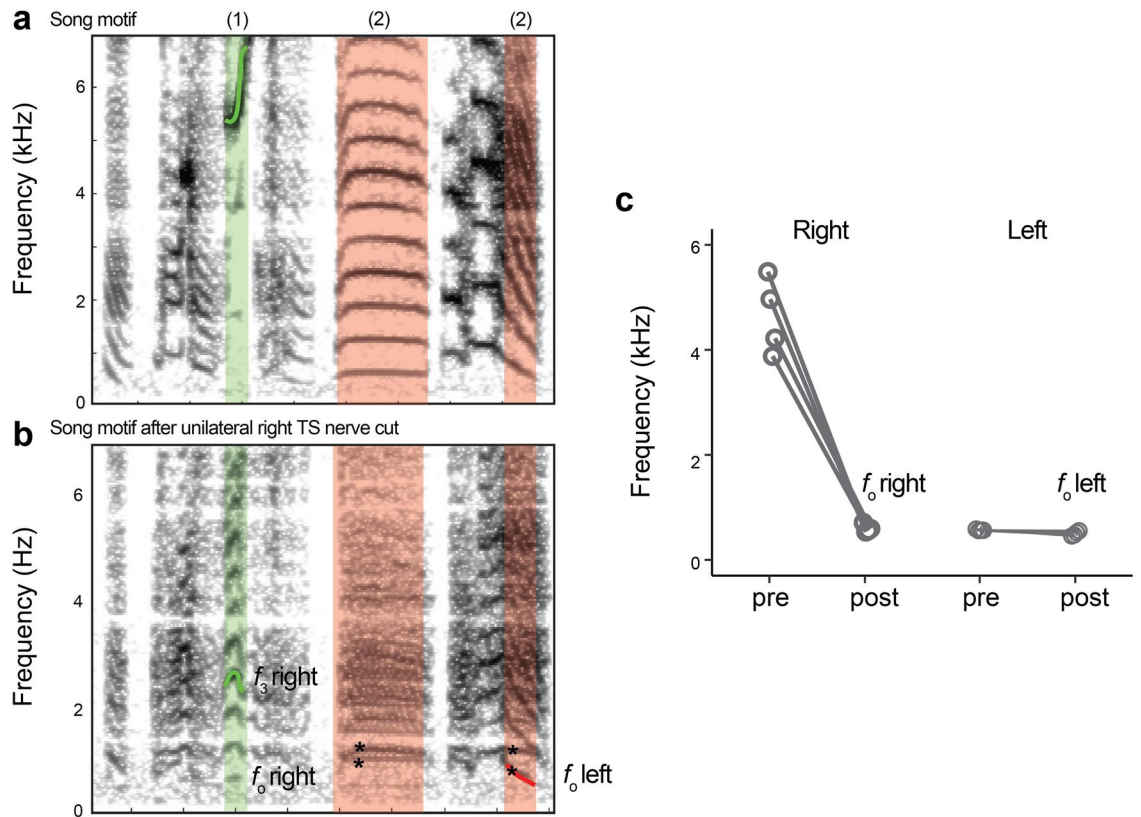 a Song motif (1) (2) (2)
Frequency (kHz)
6
4
2
0
b Song motif after unilateral right TS nerve cut
Frequency (Hz)
6
4
2
0
f3 right
fo right
*
*
*
*
fo left
c
Frequency (kHz)
6
4
2
0
Right Left
fo right fo left
pre post pre post